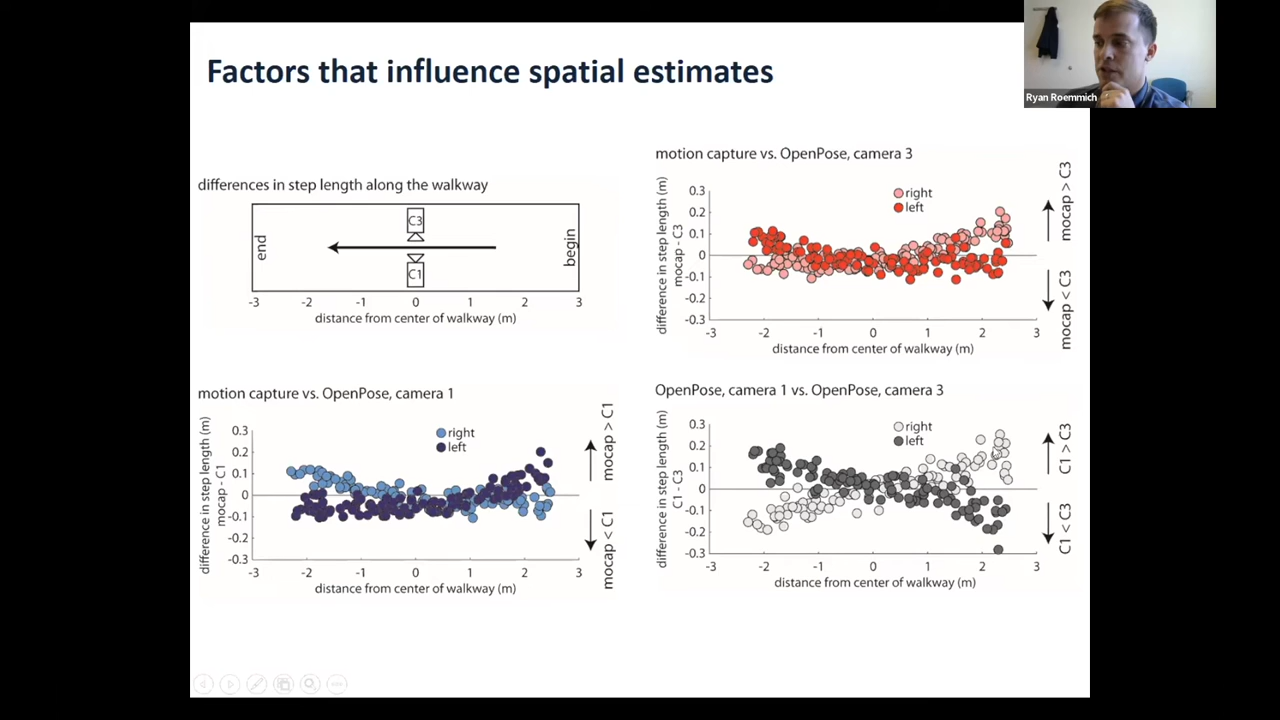 Factors that influence spatial estimates
Ryan Roemmich
differences in step length along the walkway
end
C3
C1
begin
-3 -2 -1 0 1 2 3
distance from center of walkway (m)
motion capture vs. OpenPose, camera 3
difference in step length (m)
mocap - C3
0.3
0.2
0.1
0
-0.1
-0.2
-0.3
right
left
mocap > C3
mocap < C3
-3 -2 -1 0 1 2 3
distance from center of walkway (m)
motion capture vs. OpenPose, camera 1
difference in step length (m)
mocap - C1
0.3
0.2
0.1
0
-0.1
-0.2
-0.3
right
left
mocap > C1
mocap < C1
-3 -2 -1 0 1 2 3
distance from center of walkway (m)
OpenPose, camera 1 vs. OpenPose, camera 3
difference in step length (m)
C1 - C3
0.3
0.2
0.1
0
-0.1
-0.2
-0.3
right
left
C1 > C3
C1 < C3
-3 -2 -1 0 1 2 3
distance from center of walkway (m)